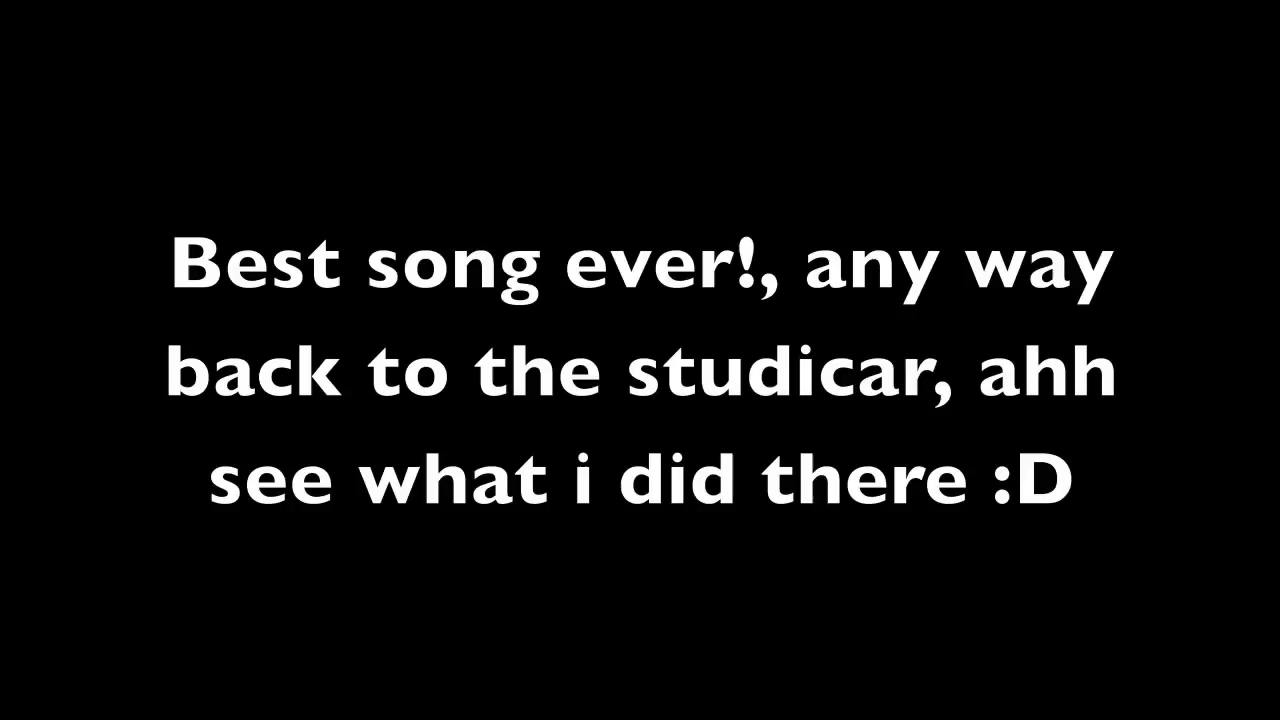 Best song ever!, any way
back to the studicar, ahh
see what i did there :D